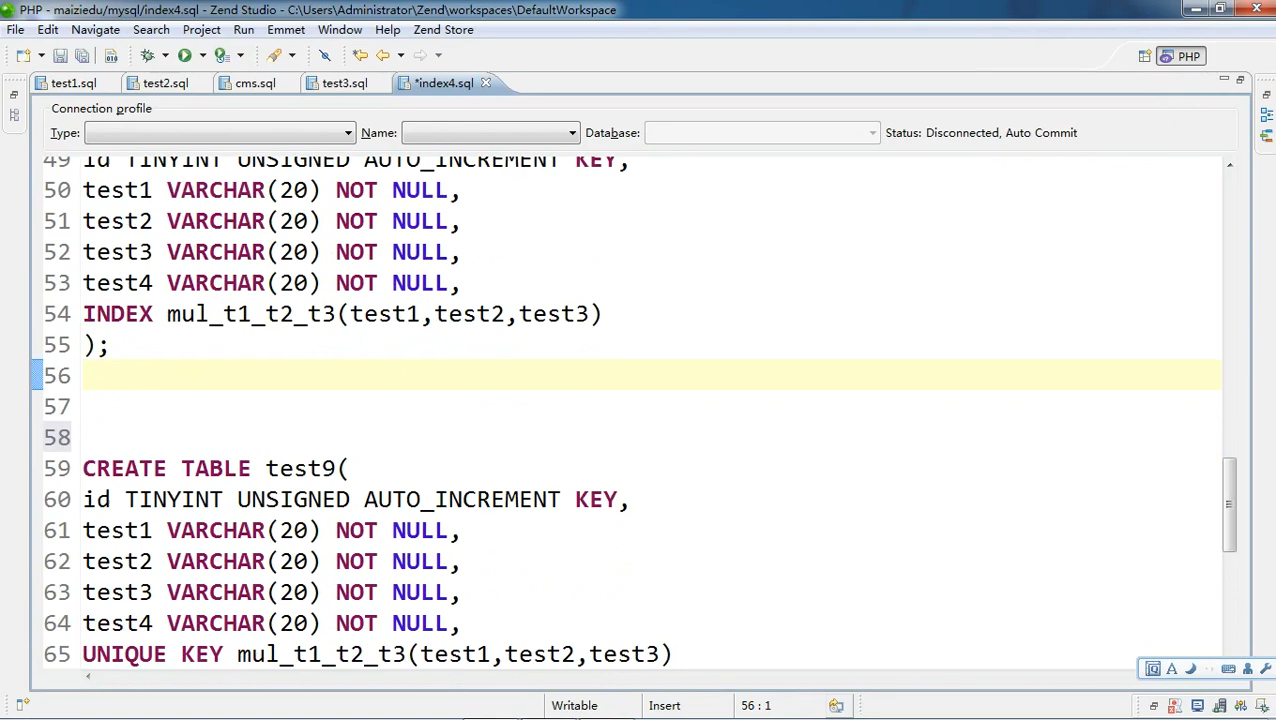 PHP - maiziedu/mysql/index4.sql - Zend Studio - C:\Users\Administrator\Zend\workspaces\DefaultWorkspace
File Edit Navigate Search Project Run Emmet Window Help Zend Store
PHP
test1.sql test2.sql cms.sql test3.sql *index4.sql
Connection profile
Type: Name: Database: Status: Disconnected, Auto Commit
49 id TINYINT UNSIGNED AUTO_INCREMENT KEY,
50 test1 VARCHAR(20) NOT NULL,
51 test2 VARCHAR(20) NOT NULL,
52 test3 VARCHAR(20) NOT NULL,
53 test4 VARCHAR(20) NOT NULL,
54 INDEX mul_t1_t2_t3(test1,test2,test3)
55 );
56
57
58
59 CREATE TABLE test9(
60 id TINYINT UNSIGNED AUTO_INCREMENT KEY,
61 test1 VARCHAR(20) NOT NULL,
62 test2 VARCHAR(20) NOT NULL,
63 test3 VARCHAR(20) NOT NULL,
64 test4 VARCHAR(20) NOT NULL,
65 UNIQUE KEY mul_t1_t2_t3(test1,test2,test3)
Writable Insert 56 : 1